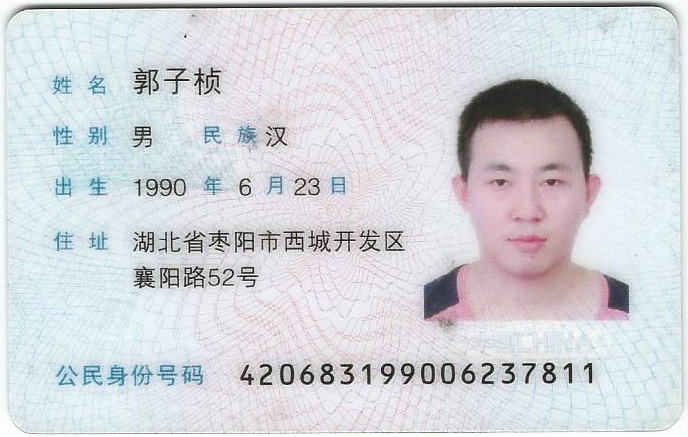 姓名 郭子桢
性别 男 民族 汉
出生 1990 年 6 月 23 日
住址 湖北省枣阳市西城开发区
襄阳路52号
公民身份号码 420683199006237811